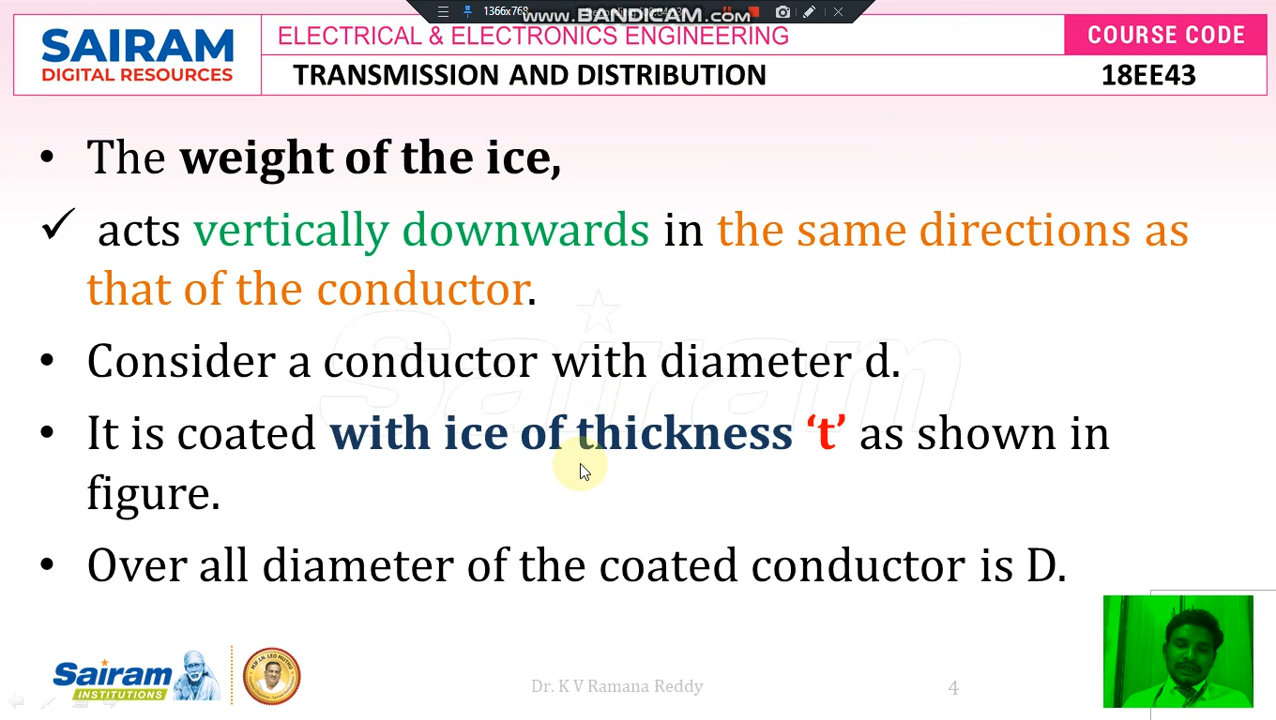 1366x768
www.BANDICAM.com
SAIRAM
DIGITAL RESOURCES
ELECTRICAL & ELECTRONICS ENGINEERING
COURSE CODE
TRANSMISSION AND DISTRIBUTION
18EE43
• The weight of the ice,
✓ acts vertically downwards in the same directions as
that of the conductor.
• Consider a conductor with diameter d.
• It is coated with ice of thickness ‘t’ as shown in
figure.
• Over all diameter of the coated conductor is D.
Sairam
Sairam
INSTITUTIONS
Dr. K V Ramana Reddy
4